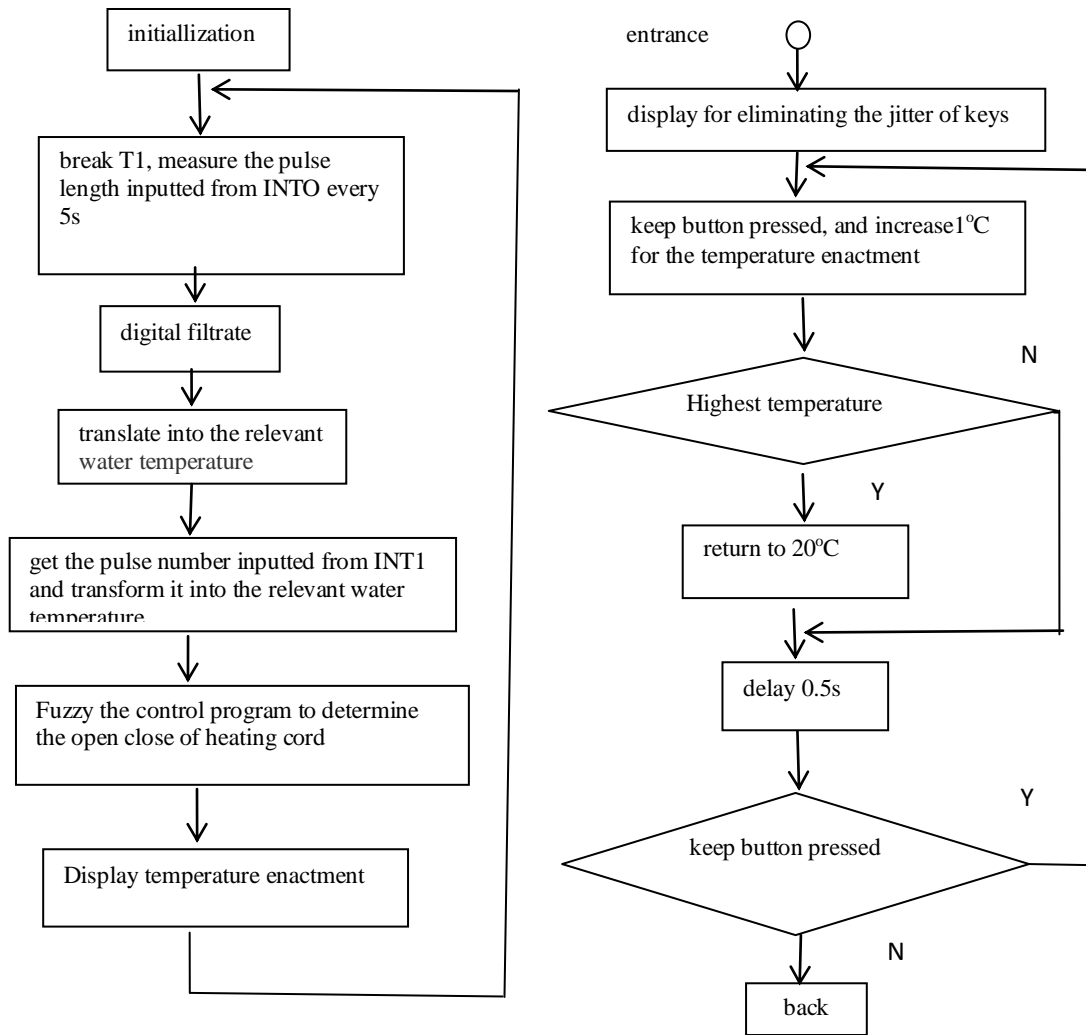 initiallization
break T1, measure the pulse
length inputted from INTO every
5s
digital filtrate
translate into the relevant
water temperature
get the pulse number inputted from INT1
and transform it into the relevant water
temperature
Fuzzy the control program to determine
the open close of heating cord
Display temperature enactment
entrance
display for eliminating the jitter of keys
keep button pressed, and increase1°C
for the temperature enactment
N
Highest temperature
Y
return to 20°C
delay 0.5s
Y
keep button pressed
N
back